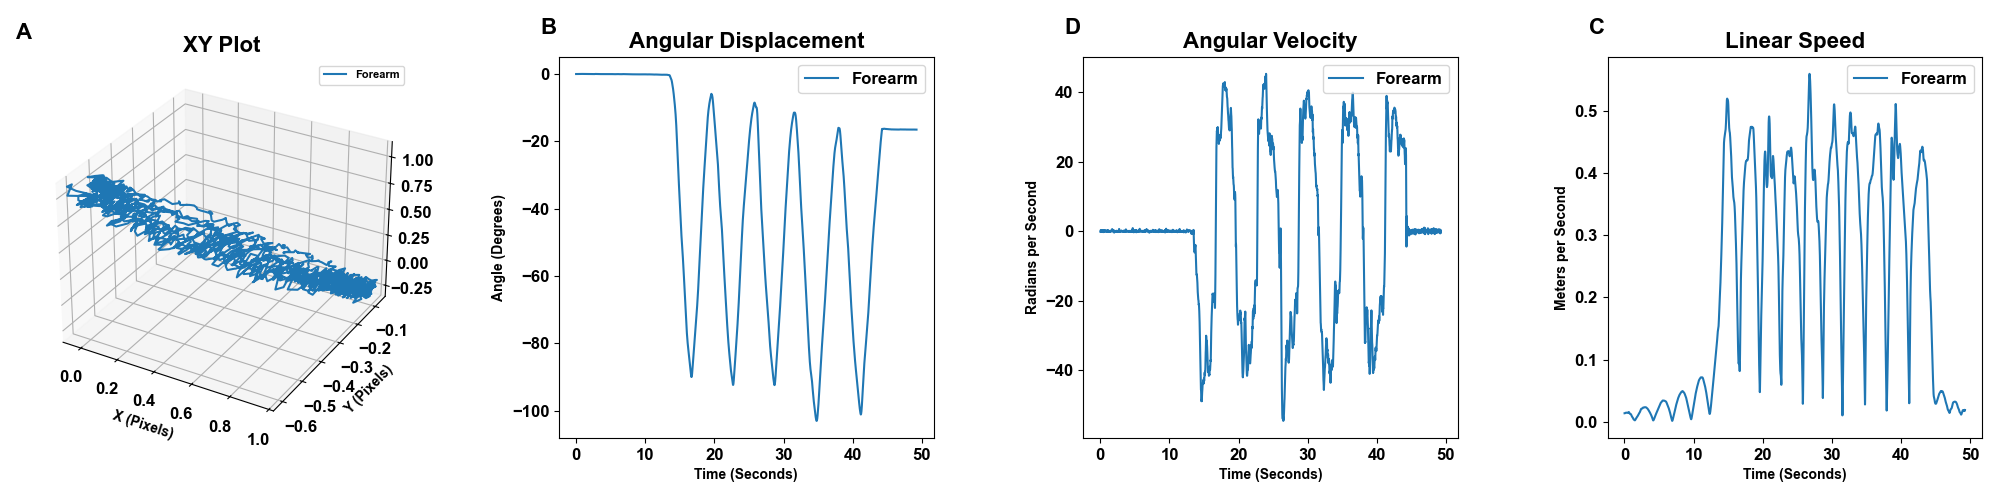 A
XY Plot
Forearm
1.00
0.75
0.50
0.25
0.00
−0.25
−0.1
−0.2
−0.3
−0.4
−0.5
−0.6
Y (Pixels)
0.0
0.2
0.4
0.6
0.8
1.0
X (Pixels)
B
Angular Displacement
Forearm
0
−20
−40
−60
−80
−100
Angle (Degrees)
0 10 20 30 40 50
Time (Seconds)
D
Angular Velocity
Forearm
40
20
0
−20
−40
Radians per Second
0 10 20 30 40 50
Time (Seconds)
C
Linear Speed
Forearm
0.5
0.4
0.3
0.2
0.1
0.0
Meters per Second
0 10 20 30 40 50
Time (Seconds)